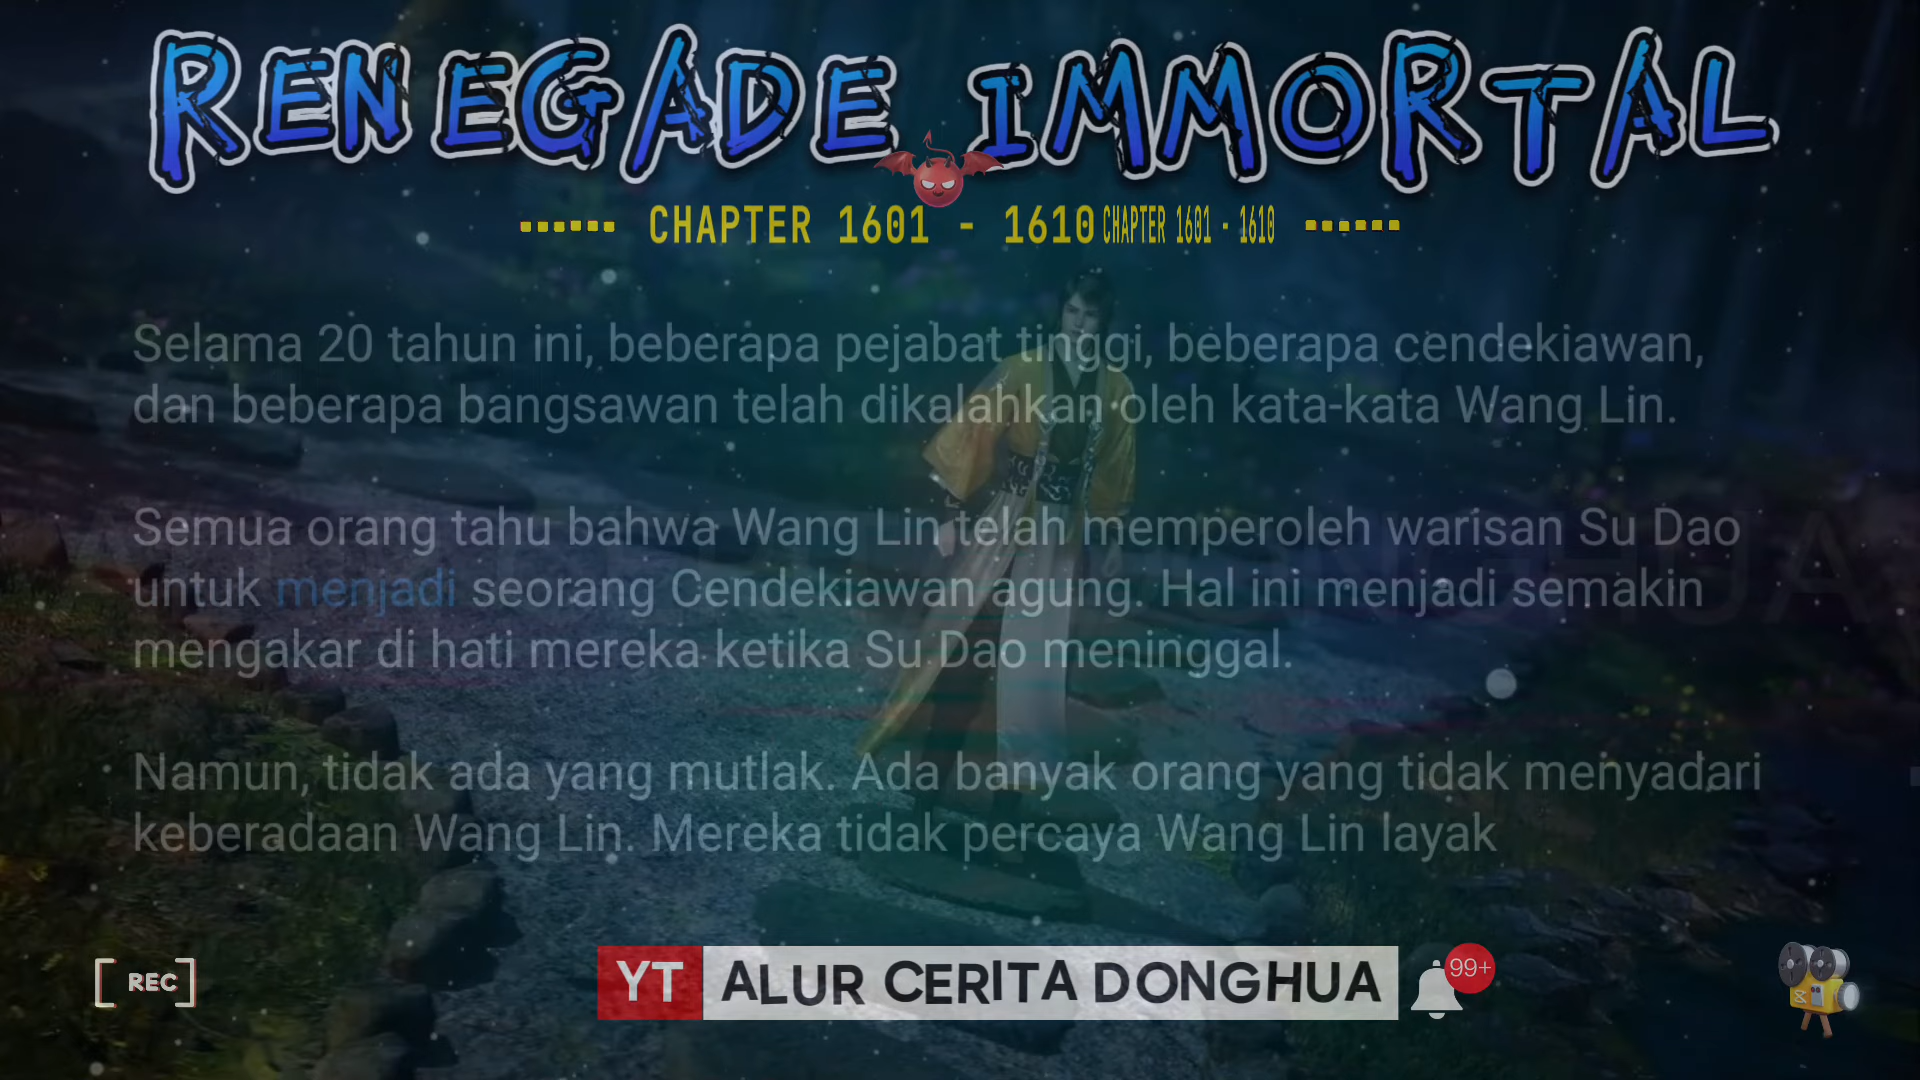 RENEGADE IMMORTAL
CHAPTER 1601 - 1610 CHAPTER 1601 - 1610
Selama 20 tahun ini, beberapa pejabat tinggi, beberapa cendekiawan,
dan beberapa bangsawan telah dikalahkan oleh kata-kata Wang Lin.
Semua orang tahu bahwa Wang Lin telah memperoleh warisan Su Dao
untuk menjadi seorang Cendekiawan agung. Hal ini menjadi semakin
mengakar di hati mereka ketika Su Dao meninggal.
Namun, tidak ada yang mutlak. Ada banyak orang yang tidak menyadari
keberadaan Wang Lin. Mereka tidak percaya Wang Lin layak
[ REC ]
YT ALUR CERITA DONGHUA 99+